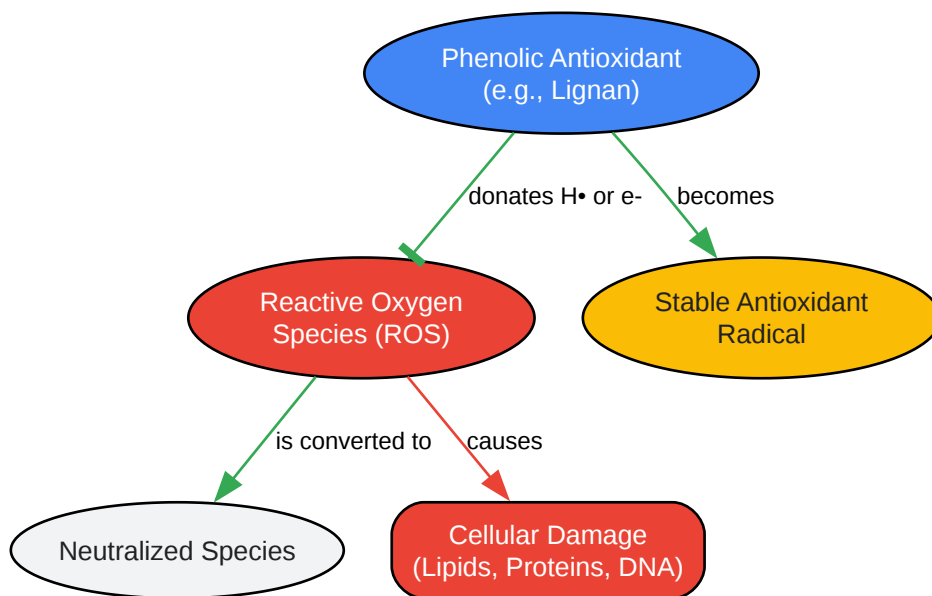 Phenolic Antioxidant
(e.g., Lignan)
donates H• or e-
becomes
Reactive Oxygen
Species (ROS)
Stable Antioxidant
Radical
is converted to
causes
Neutralized Species
Cellular Damage
(Lipids, Proteins, DNA)